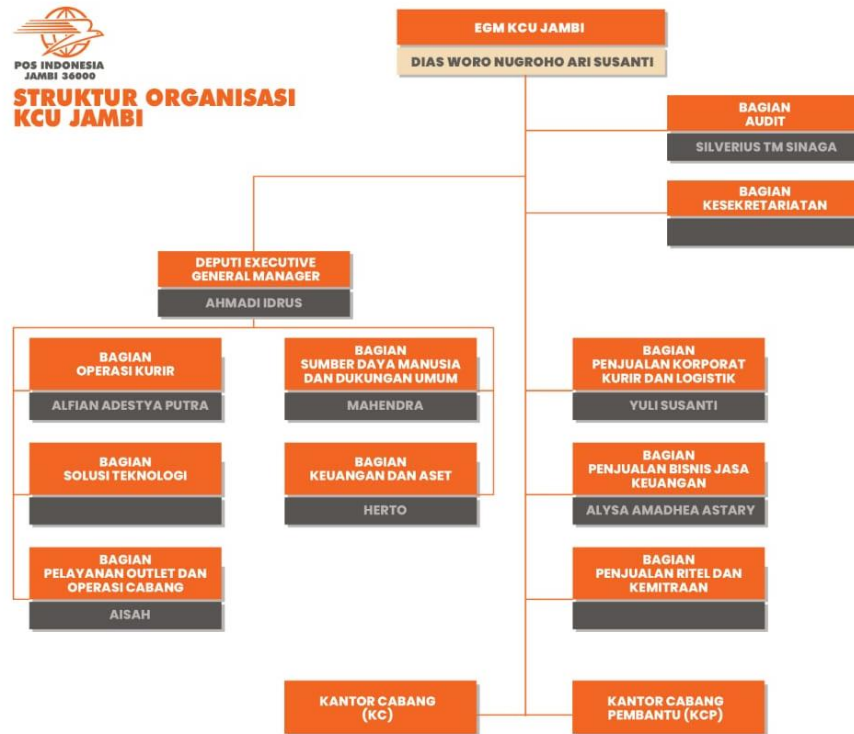 POS INDONESIA
JAMBI 36000
STRUKTUR ORGANISASI
KCU JAMBI
EGM KCU JAMBI
DIAS WORO NUGROHO ARI SUSANTI
BAGIAN
AUDIT
SILVERIUS TM SINAGA
BAGIAN
KESEKRETARIATAN
DEPUTI EXECUTIVE
GENERAL MANAGER
AHMADI IDRUS
BAGIAN
OPERASI KURIR
ALFIAN ADESTYA PUTRA
BAGIAN
SUMBER DAYA MANUSIA
DAN DUKUNGAN UMUM
MAHENDRA
BAGIAN
PENJUALAN KORPORAT
KURIR DAN LOGISTIK
YULI SUSANTI
BAGIAN
SOLUSI TEKNOLOGI
BAGIAN
KEUANGAN DAN ASET
HERTO
BAGIAN
PENJUALAN BISNIS JASA
KEUANGAN
ALYSA AMADHEA ASTARY
BAGIAN
PELAYANAN OUTLET DAN
OPERASI CABANG
AISAH
BAGIAN
PENJUALAN RITEL DAN
KEMITRAAN
KANTOR CABANG
(KC)
KANTOR CABANG
PEMBANTU (KCP)